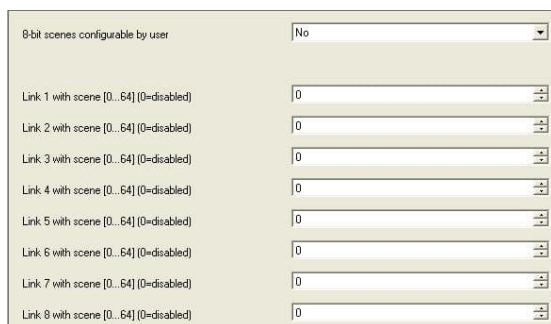 8-bit scenes configurable by user No
Link 1 with scene [0...64] (0=disabled) 0
Link 2 with scene [0...64] (0=disabled) 0
Link 3 with scene [0...64] (0=disabled) 0
Link 4 with scene [0...64] (0=disabled) 0
Link 5 with scene [0...64] (0=disabled) 0
Link 6 with scene [0...64] (0=disabled) 0
Link 7 with scene [0...64] (0=disabled) 0
Link 8 with scene [0...64] (0=disabled) 0